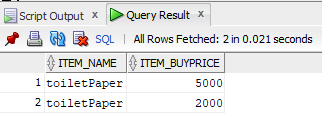 Script Output × Query Result ×
SQL | All Rows Fetched: 2 in 0.021 seconds
ITEM_NAME ITEM_BUYPRICE
1 toiletPaper 5000
2 toiletPaper 2000